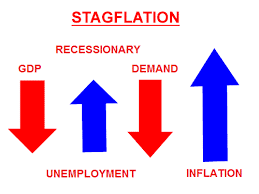 STAGFLATION
RECESSIONARY
GDP DEMAND
UNEMPLOYMENT INFLATION